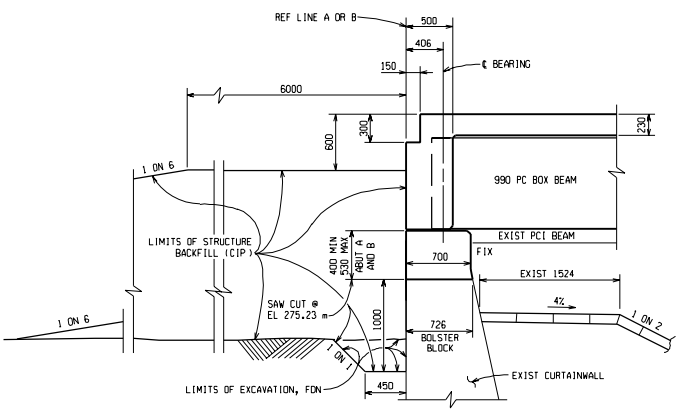 REF LINE A OR B
500
406
150
℄ BEARING
6000
600
300
230
1 ON 6
990 PC BOX BEAM
LIMITS OF STRUCTURE
BACKFILL (CIP)
400 MIN
530 MAX
ABUT A
AND B
EXIST PCI BEAM
FIX
700
EXIST 1524
SAW CUT @
EL 275.23 m
1000
4%
1 ON 6
1 ON 2
726
BOLSTER
BLOCK
1 ON 1
450
LIMITS OF EXCAVATION, FDN
EXIST CURTAINWALL